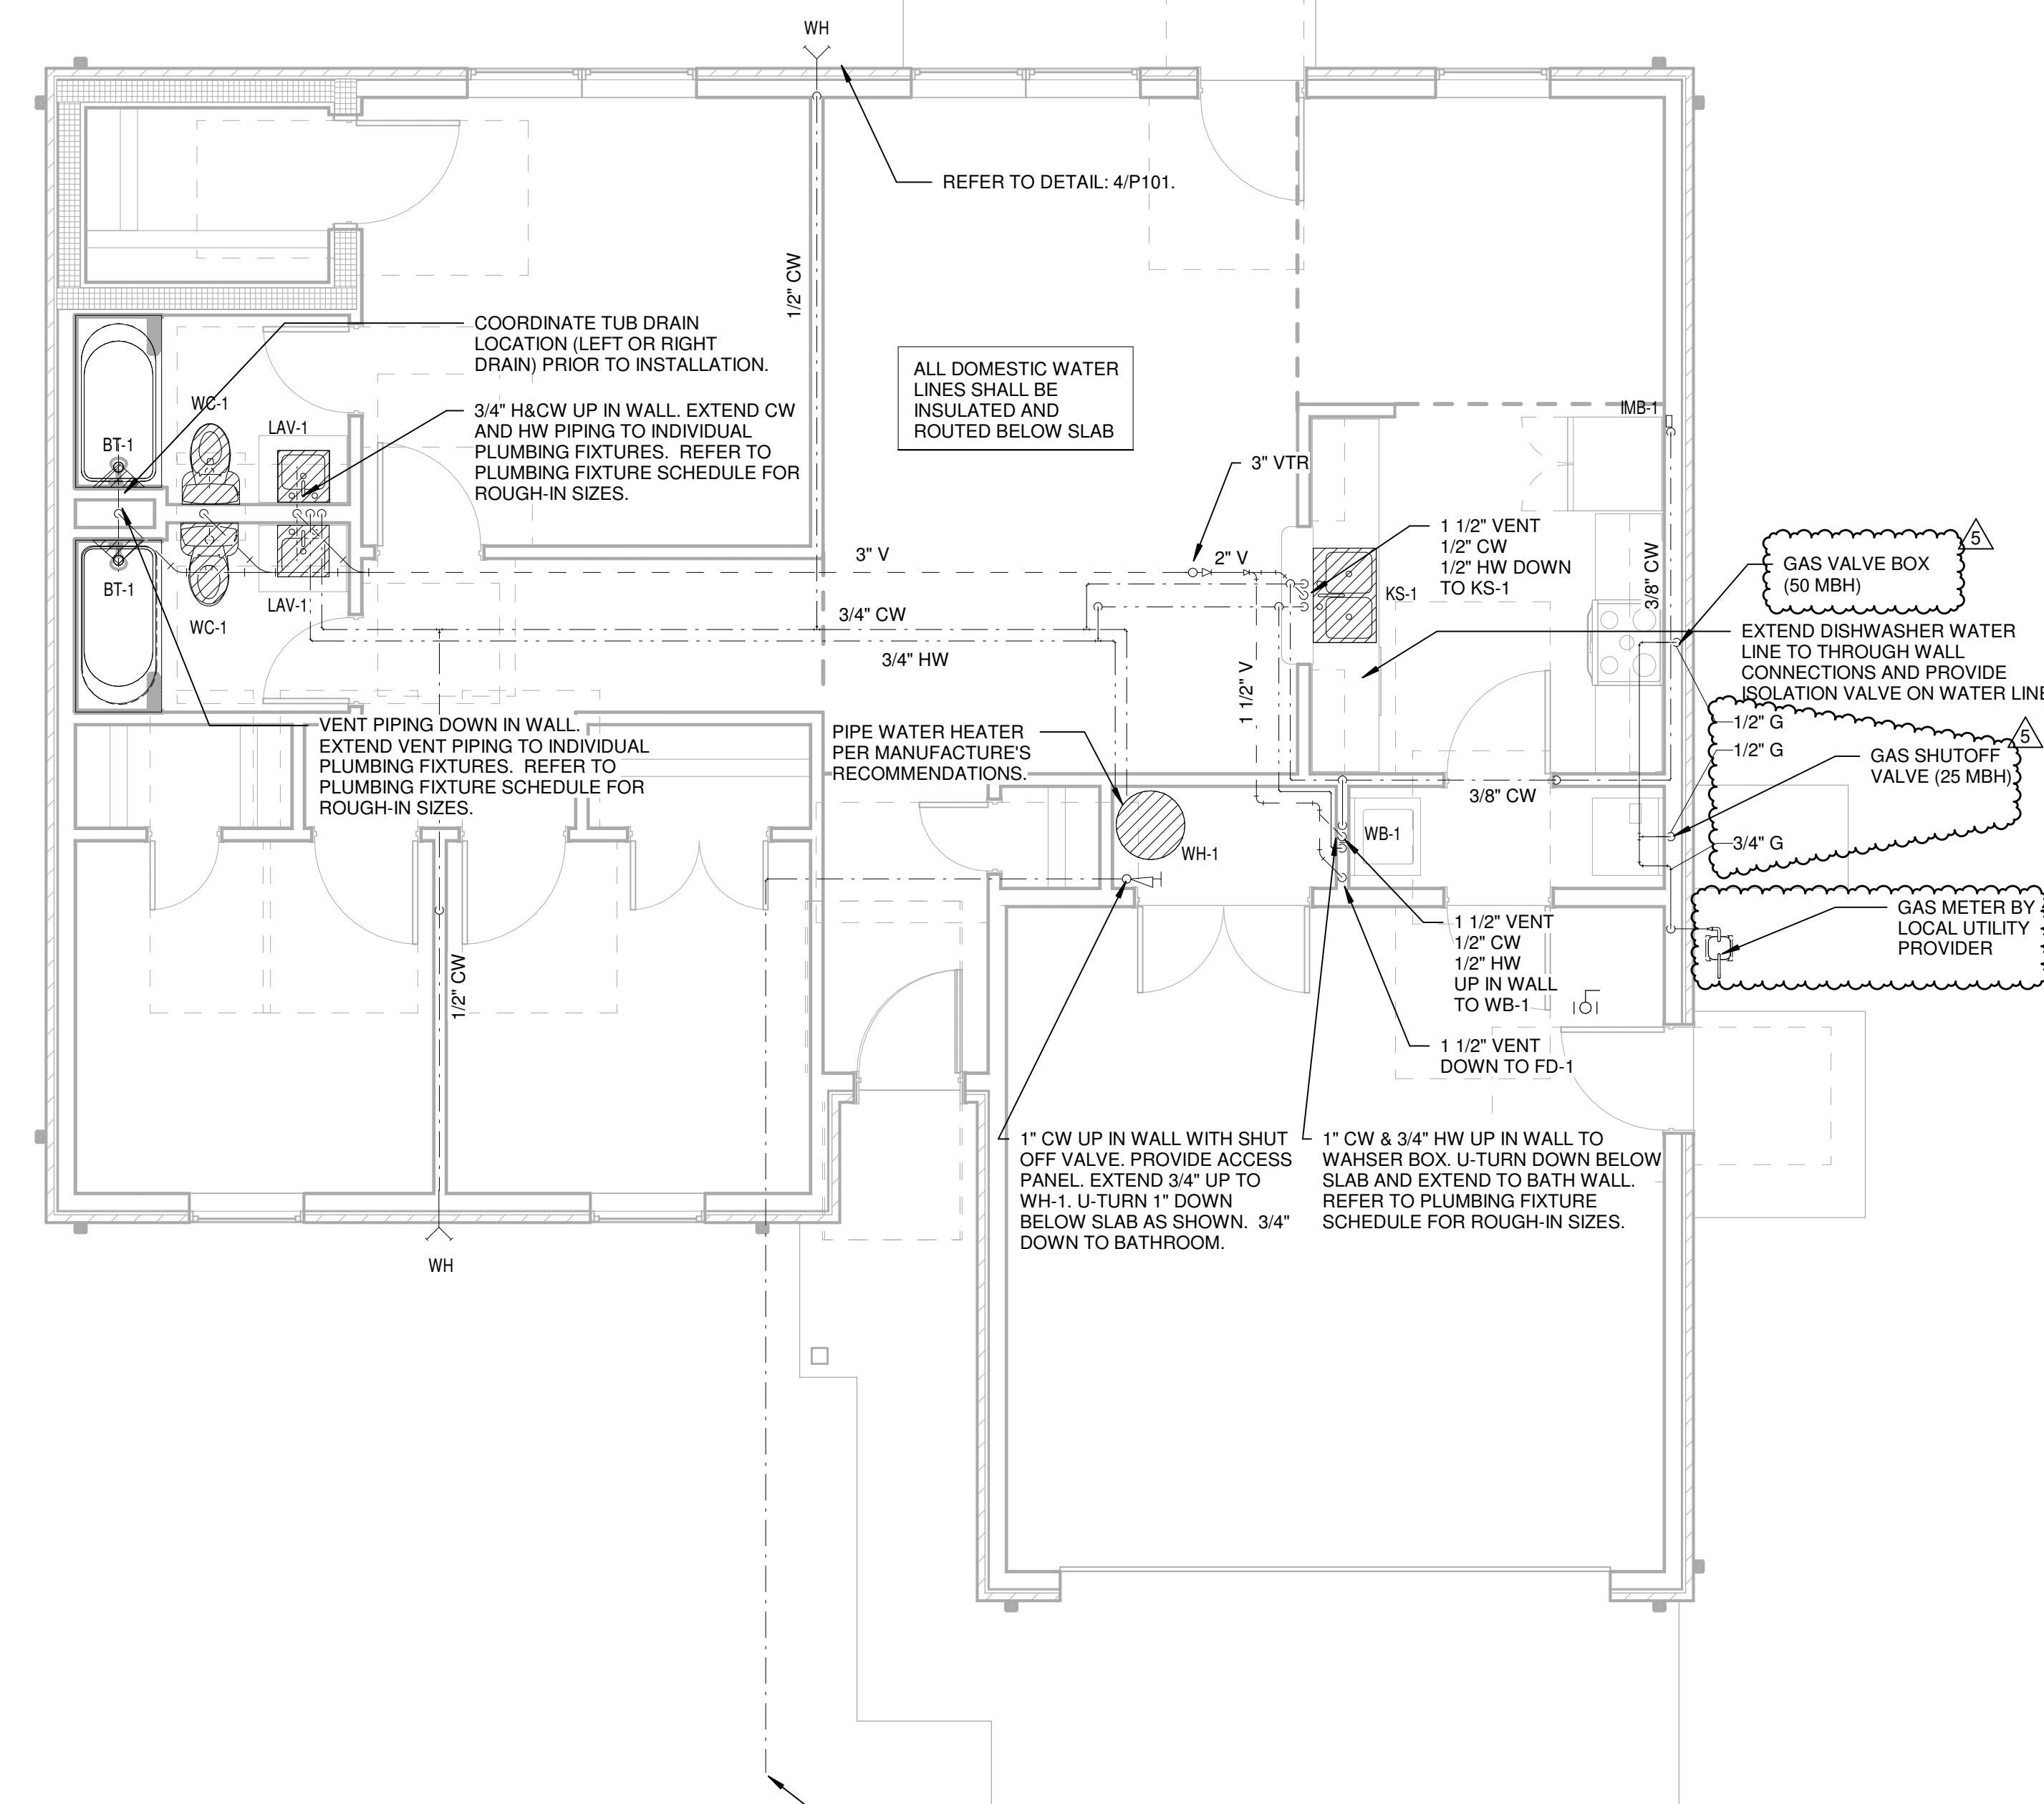 WH
REFER TO DETAIL: 4/P101.
1/2" CW
COORDINATE TUB DRAIN
LOCATION (LEFT OR RIGHT
DRAIN) PRIOR TO INSTALLATION.
3/4" H&CW UP IN WALL. EXTEND CW
AND HW PIPING TO INDIVIDUAL
PLUMBING FIXTURES. REFER TO
PLUMBING FIXTURE SCHEDULE FOR
ROUGH-IN SIZES.
ALL DOMESTIC WATER
LINES SHALL BE
INSULATED AND
ROUTED BELOW SLAB
WC-1
LAV-1
BT-1
IMB-1
3" VTR
1 1/2" VENT
1/2" CW
1/2" HW DOWN
TO KS-1
KS-1
3/8" CW
5
GAS VALVE BOX
(50 MBH)
3" V
2" V
BT-1
LAV-1
WC-1
3/4" CW
3/4" HW
1 1/2" V
EXTEND DISHWASHER WATER
LINE TO THROUGH WALL
CONNECTIONS AND PROVIDE
ISOLATION VALVE ON WATER LINE
1/2" G
1/2" G
5
GAS SHUTOFF
VALVE (25 MBH)
3/4" G
VENT PIPING DOWN IN WALL.
EXTEND VENT PIPING TO INDIVIDUAL
PLUMBING FIXTURES. REFER TO
PLUMBING FIXTURE SCHEDULE FOR
ROUGH-IN SIZES.
PIPE WATER HEATER
PER MANUFACTURE'S
RECOMMENDATIONS.
3/8" CW
WB-1
WH-1
GAS METER BY
LOCAL UTILITY
PROVIDER
1 1/2" VENT
1/2" CW
1/2" HW
UP IN WALL
TO WB-1
1/2" CW
1 1/2" VENT
DOWN TO FD-1
1" CW UP IN WALL WITH SHUT
OFF VALVE. PROVIDE ACCESS
PANEL. EXTEND 3/4" UP TO
WH-1. U-TURN 1" DOWN
BELOW SLAB AS SHOWN. 3/4"
DOWN TO BATHROOM.
1" CW & 3/4" HW UP IN WALL TO
WAHSER BOX. U-TURN DOWN BELOW
SLAB AND EXTEND TO BATH WALL.
REFER TO PLUMBING FIXTURE
SCHEDULE FOR ROUGH-IN SIZES.
WH